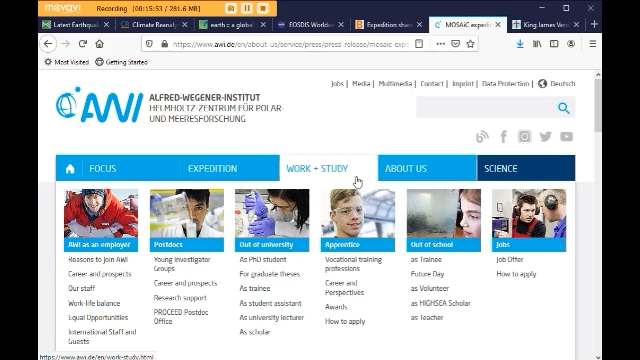 movavi
Recording (00:15:53 / 281.6 MB)
Latest Earthquak
Climate Reanaly
earth :: a globa
EOSDIS Worldvi
Expedition share
MOSAiC expedi
King James Versi
https://www.awi.de/en/about-us/service/press/press-release/mosaic-expe
Most Visited
Getting Started
Jobs | Media | Multimedia | Contact | Imprint | Data Protection | Deutsch
AWI
ALFRED-WEGENER-INSTITUT
HELMHOLTZ-ZENTRUM FÜR POLAR-
UND MEERESFORSCHUNG
FOCUS
EXPEDITION
WORK + STUDY
ABOUT US
SCIENCE
AWI as an employer
Reasons to join AWI
Career and prospects
Our staff
Work-life balance
Equal Opportunities
International Staff and
Guests
Postdocs
Young Investigator
Groups
Career and prospects
Research support
PROCEED Postdoc
Office
Out of university
As PhD student
For graduate theses
As trainee
As student assistant
As university lecturer
As scholar
Apprentice
Vocational training
professions
Career and
Perspectives
Awards
How to apply
Out of school
as Trainee
Future Day
as Volunteer
as HIGHSEA Scholar
as Teacher
Jobs
Job Offer
How to apply
https://www.awi.de/en/work-study.html